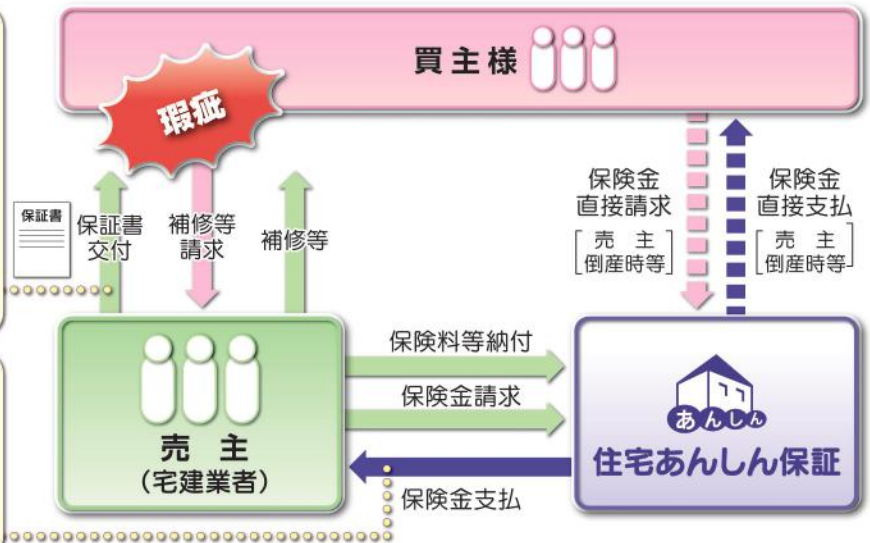 買主様
瑕疵
保証書
保証書
交付
補修等
請求
補修等
保険金
直接請求
[売 主
倒産時等]
保険金
直接支払
[売 主
倒産時等]
保険料等納付
保険金請求
保険金支払
売 主
(宅建業者)
あんしん
住宅あんしん保証